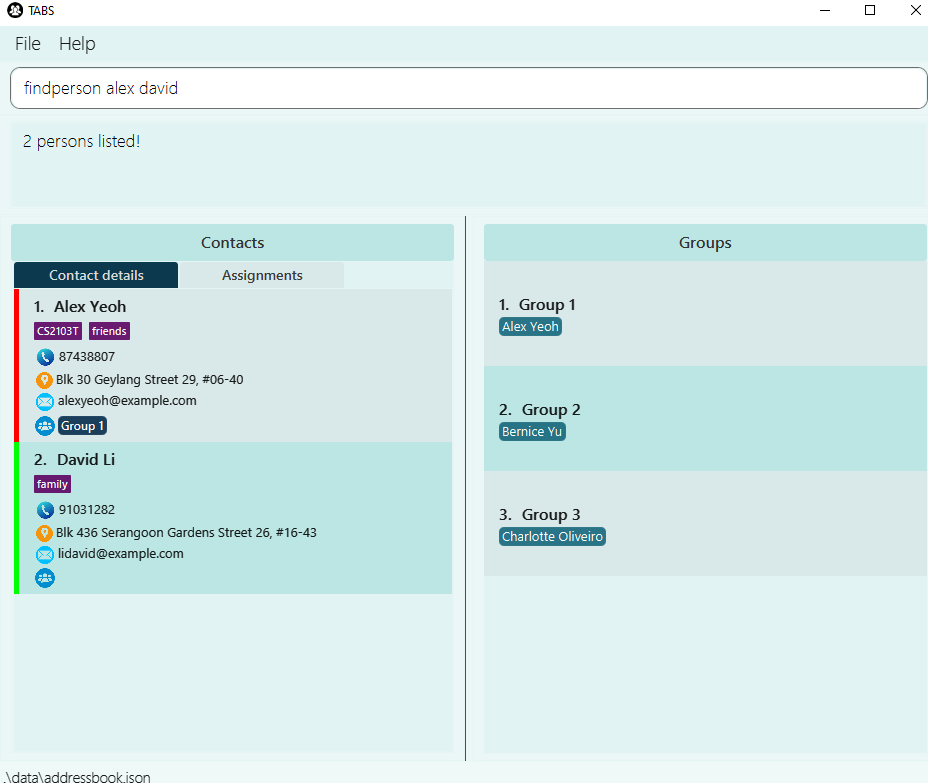 TABS
File Help
findperson alex david
2 persons listed!
Contacts
Contact details Assignments
1. Alex Yeoh
CS2103T friends
87438807
Blk 30 Geylang Street 29, #06-40
alexyeoh@example.com
Group 1
2. David Li
family
91031282
Blk 436 Serangoon Gardens Street 26, #16-43
lidavid@example.com
Groups
1. Group 1
Alex Yeoh
2. Group 2
Bernice Yu
3. Group 3
Charlotte Oliveiro
.\data\addressbook.json